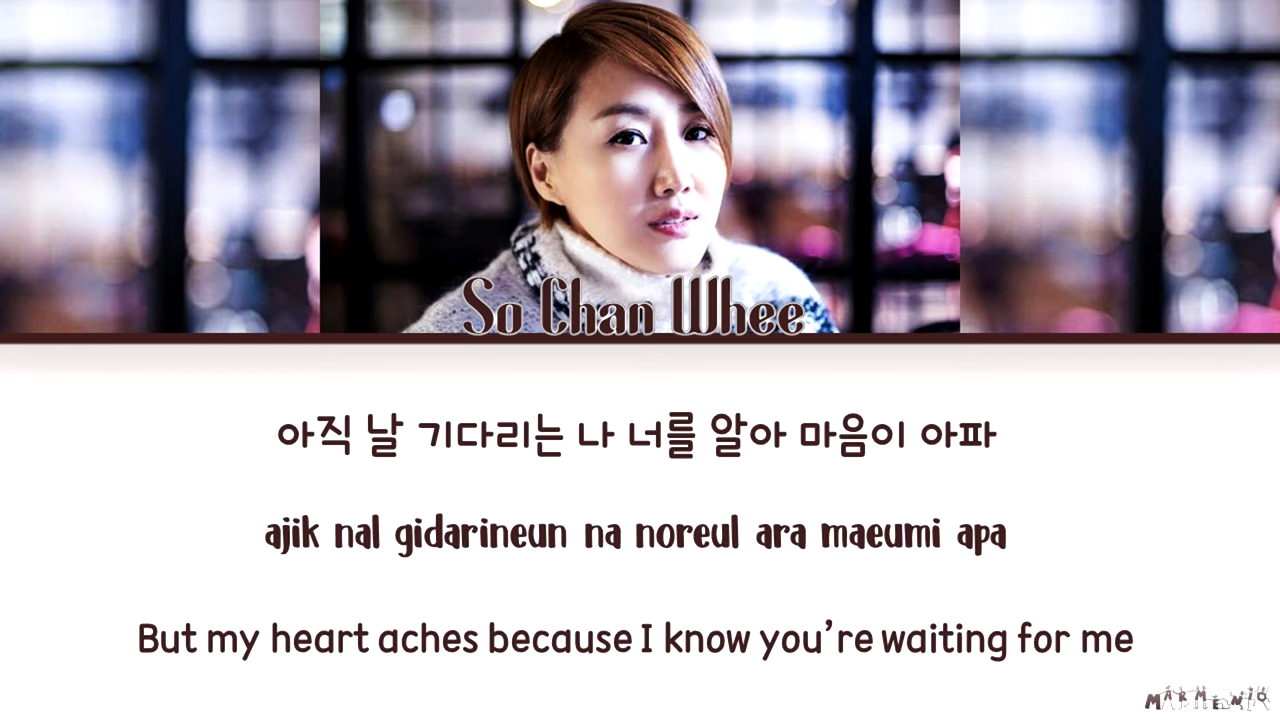 So Chan Whee
아직 날 기다리는 나 너를 알아 마음이 아파
ajik nal gidarineun na noreul ara maeumi apa
But my heart aches because I know you're waiting for me
MARMENIO